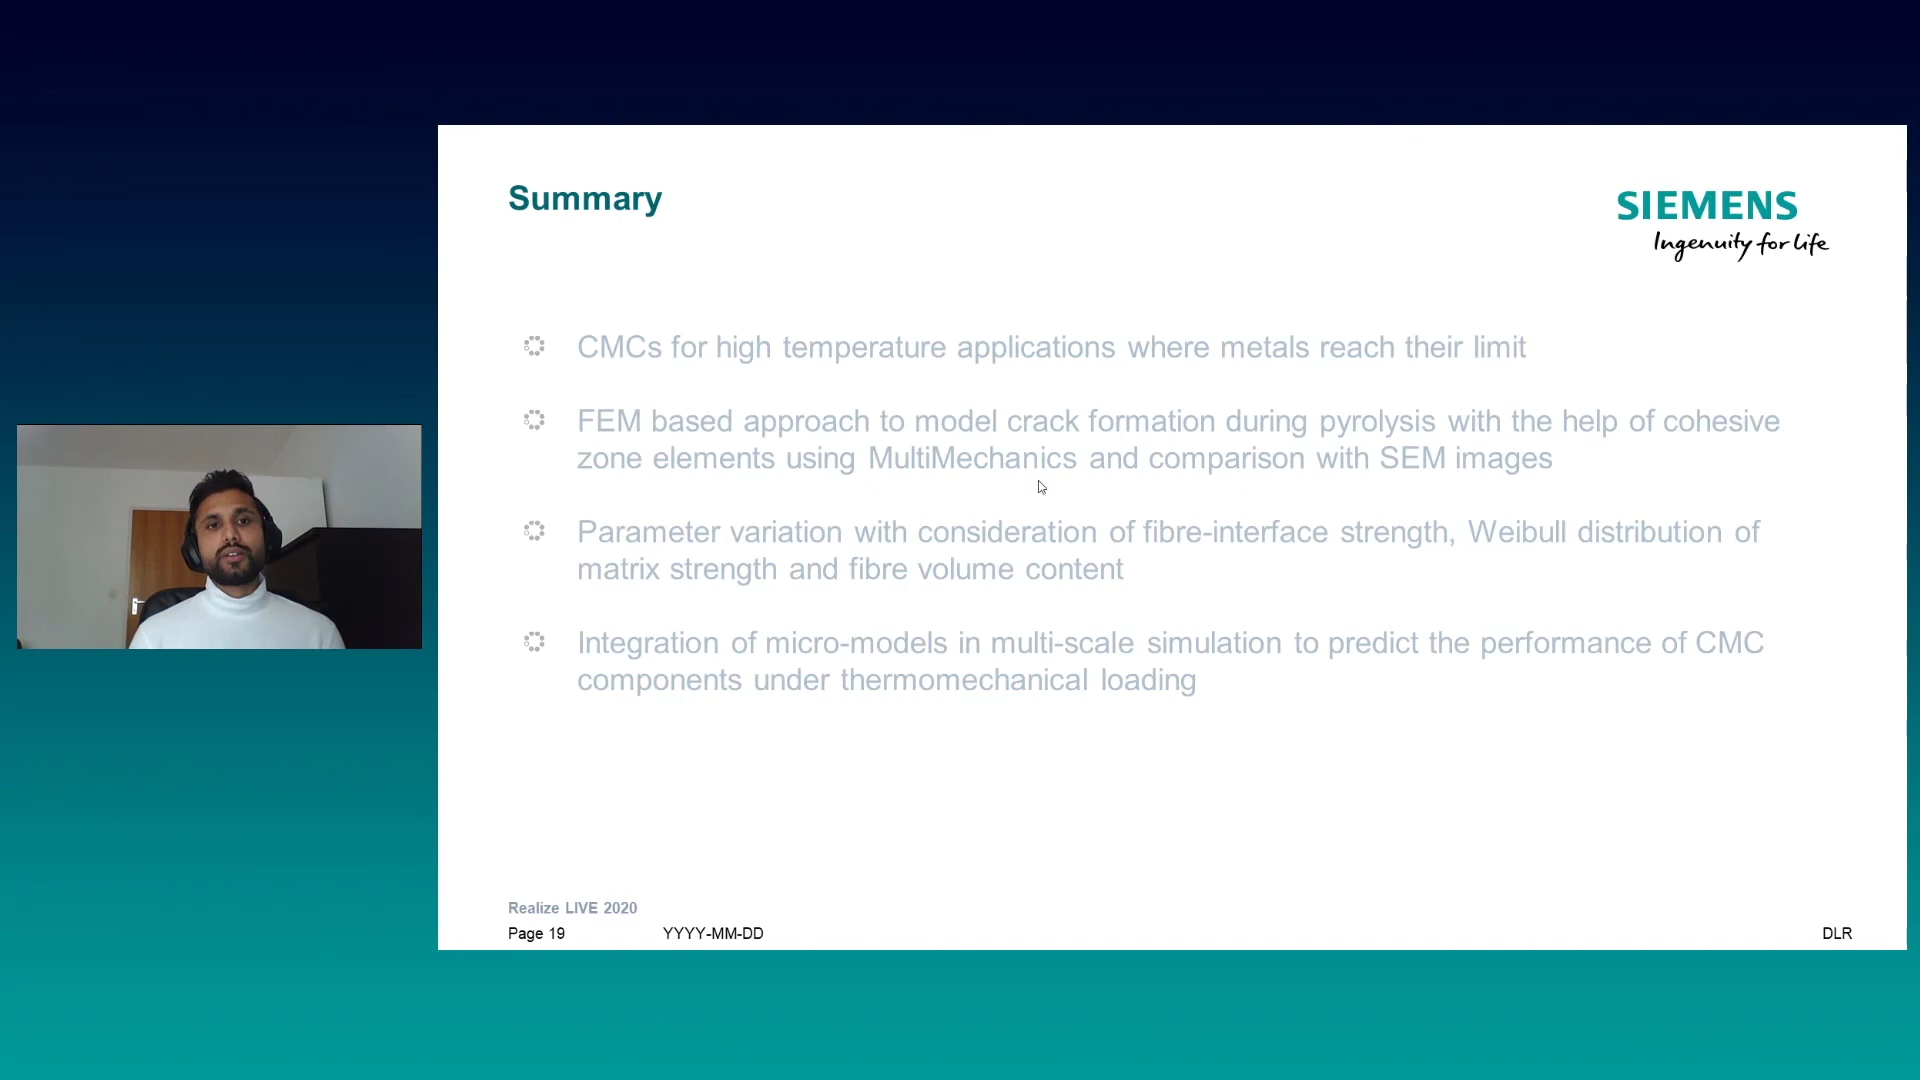 Summary
SIEMENS
Ingenuity for life
CMCs for high temperature applications where metals reach their limit
FEM based approach to model crack formation during pyrolysis with the help of cohesive
zone elements using MultiMechanics and comparison with SEM images
Parameter variation with consideration of fibre-interface strength, Weibull distribution of
matrix strength and fibre volume content
Integration of micro-models in multi-scale simulation to predict the performance of CMC
components under thermomechanical loading
Realize LIVE 2020
Page 19 YYYY-MM-DD DLR